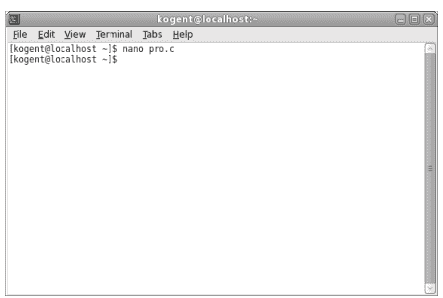 kogent@localhost:~
File Edit View Terminal Tabs Help
[kogent@localhost ~]$ nano pro.c
[kogent@localhost ~]$